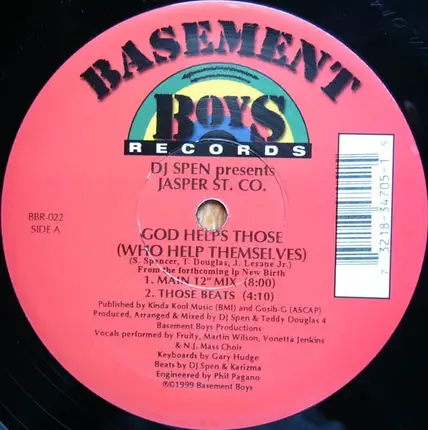 BASEMENT
BOYS
RECORDS
DJ SPEN presents
JASPER ST. CO.
BBR-022
SIDE A
GOD HELPS THOSE
(WHO HELP THEMSELVES)
(S. Spencer, T. Douglas, J. Lesane Jr.)
From the forthcoming lp New Birth
1. MAIN 12" MIX (8:00)
2. THOSE BEATS (4:10)
Published by Kinda Kool Music (BMI) and Gosib-G (ASCAP)
Produced, Arranged & Mixed by DJ Spen & Teddy Douglas 4
Basement Boys Productions
Vocals performed by Fruity, Martin Wilson, Vonetta Jenkins
& N.J. Mass Choir
Keyboards by Gary Hudge
Beats by DJ Spen & Karizma
Engineered by Phil Pagano
℗©1999 Basement Boys
7 3218-34705-1 5